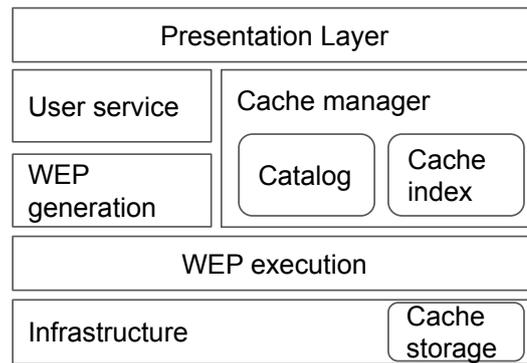 Presentation Layer
User service
Cache manager
Catalog
Cache
index
WEP
generation
WEP execution
Infrastructure
Cache
storage